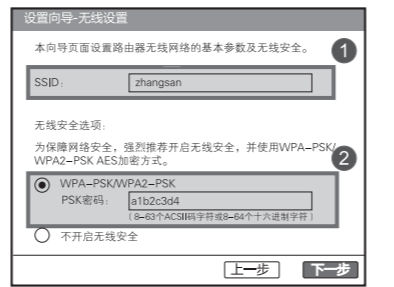 设置向导-无线设置
本向导页面设置路由器无线网络的基本参数及无线安全。
1
SSID: zhangsan
无线安全选项:
为保障网络安全，强烈推荐开启无线安全，并使用WPA-PSK/
WPA2-PSK AES加密方式。
2
WPA-PSK/WPA2-PSK
PSK密码: a1b2c3d4
(8-63个ACSII码字符或8-64个十六进制字符)
不开启无线安全
上一步 下一步